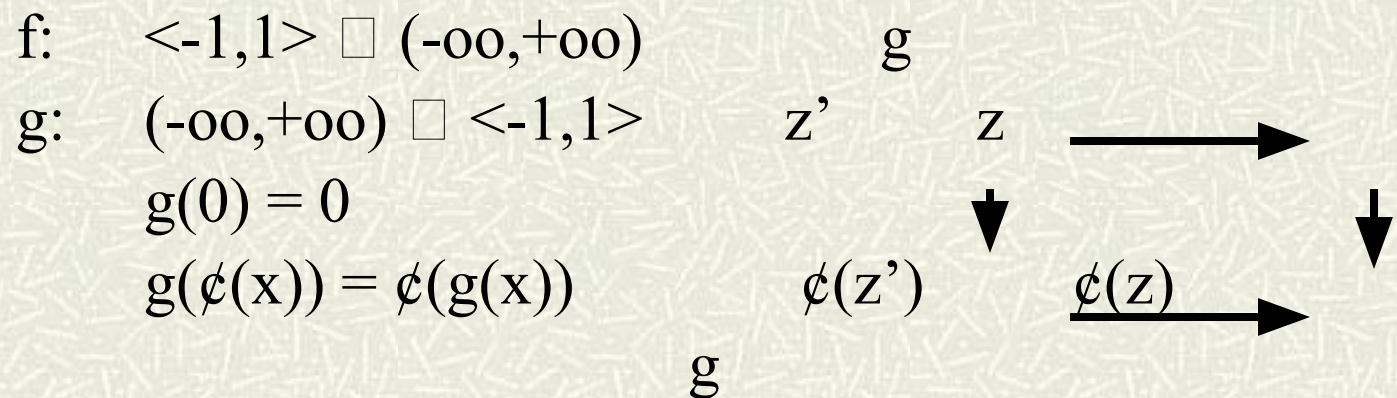 f: <-1,1> □ (-oo,+oo) g
g: (-oo,+oo) □ <-1,1> z’ z
g(0) = 0
g(¢(x)) = ¢(g(x)) ¢(z’) ¢(z)
g